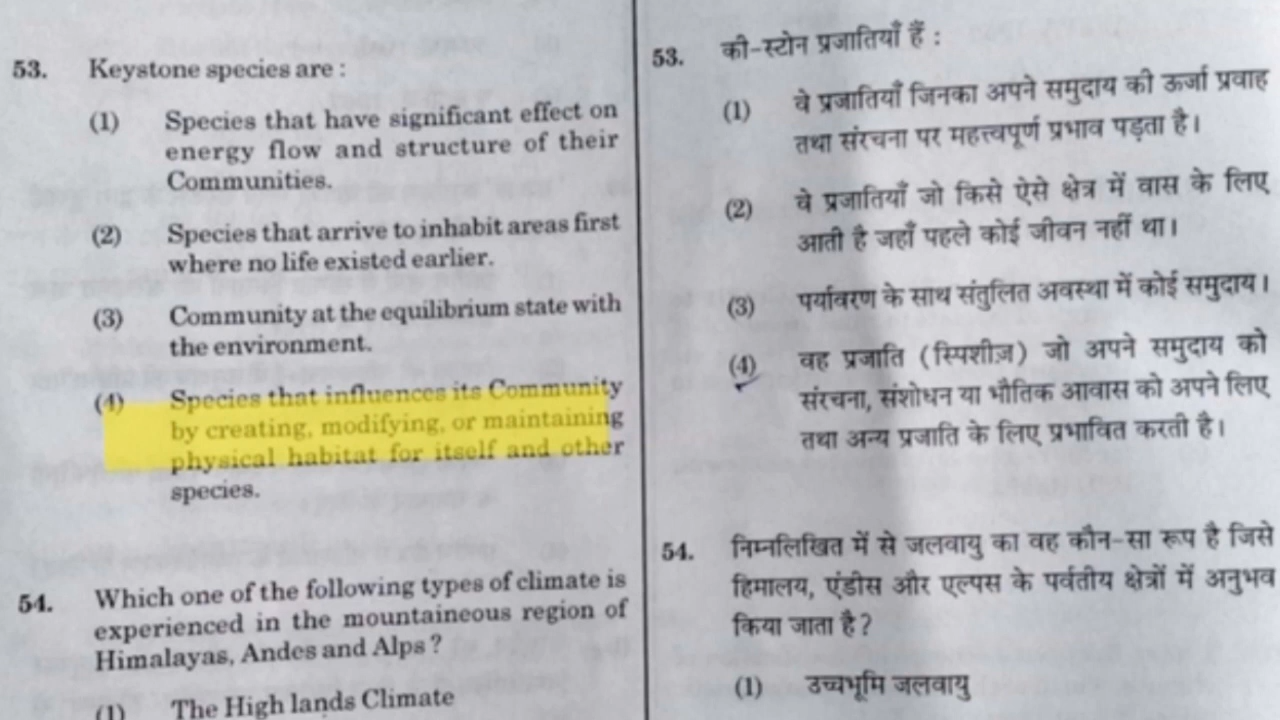 53. Keystone species are :
(1) Species that have significant effect on
energy flow and structure of their
Communities.
(2) Species that arrive to inhabit areas first
where no life existed earlier.
(3) Community at the equilibrium state with
the environment.
(4) Species that influences its Community
by creating, modifying, or maintaining
physical habitat for itself and other
species.
54. Which one of the following types of climate is
experienced in the mountaineous region of
Himalayas, Andes and Alps ?
(1) The High lands Climate
53. की-स्टोन प्रजातियाँ हैं :
(1) वे प्रजातियाँ जिनका अपने समुदाय की ऊर्जा प्रवाह
तथा संरचना पर महत्त्वपूर्ण प्रभाव पड़ता है।
(2) वे प्रजातियाँ जो किसे ऐसे क्षेत्र में वास के लिए
आती है जहाँ पहले कोई जीवन नहीं था।
(3) पर्यावरण के साथ संतुलित अवस्था में कोई समुदाय।
(4) वह प्रजाति (स्पिशीज़) जो अपने समुदाय को
संरचना, संशोधन या भौतिक आवास को अपने लिए
तथा अन्य प्रजाति के लिए प्रभावित करती है।
54. निम्नलिखित में से जलवायु का वह कौन-सा रूप है जिसे
हिमालय, एंडीस और एल्पस के पर्वतीय क्षेत्रों में अनुभव
किया जाता है?
(1) उच्चभूमि जलवायु